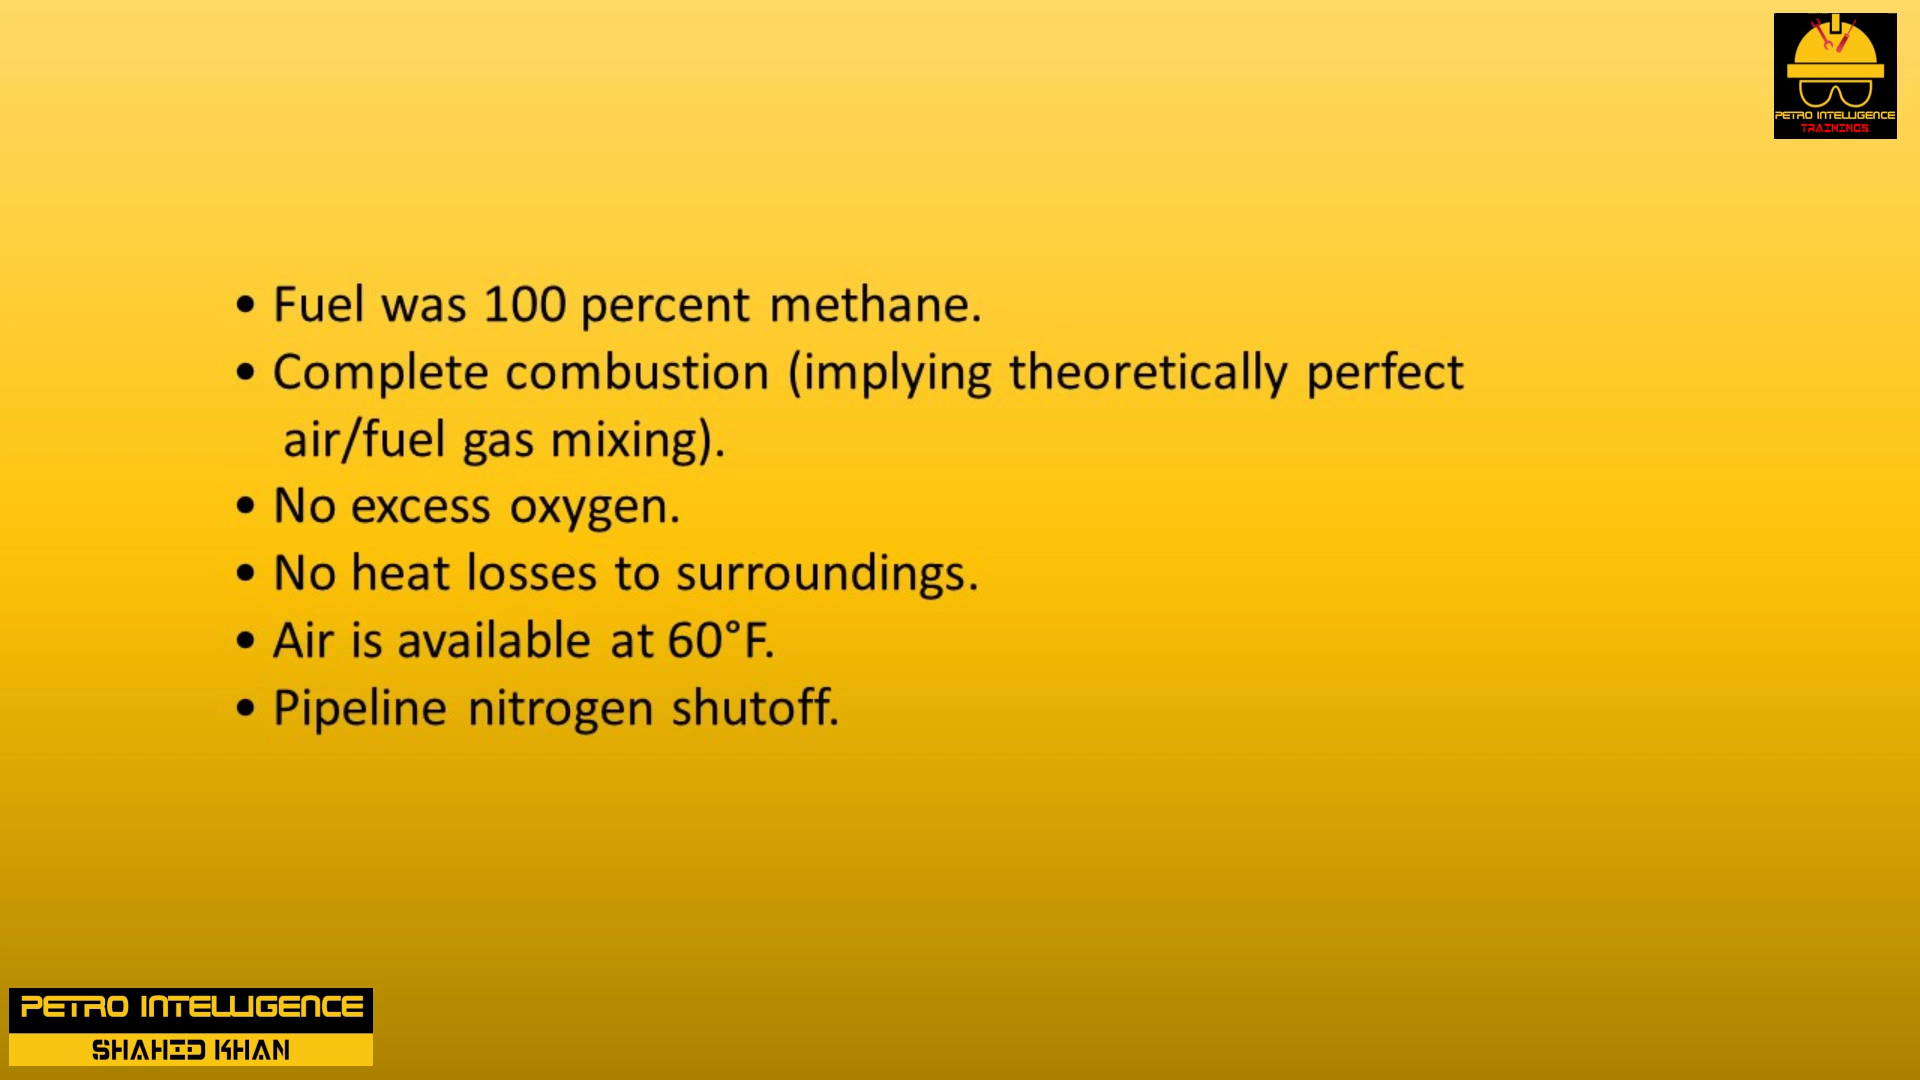 PETRO INTELLIGENCE
TRAININGS
• Fuel was 100 percent methane.
• Complete combustion (implying theoretically perfect
air/fuel gas mixing).
• No excess oxygen.
• No heat losses to surroundings.
• Air is available at 60°F.
• Pipeline nitrogen shutoff.
PETRO INTELLIGENCE
SHAHID KHAN